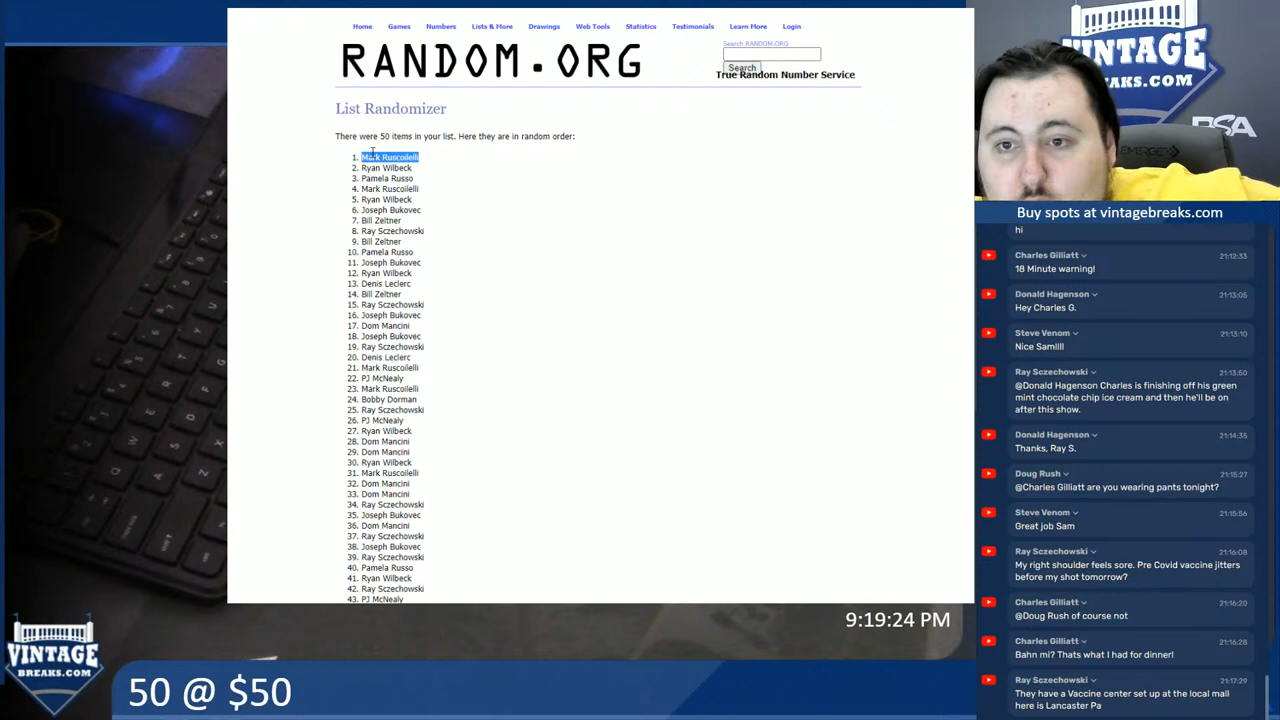 Home Games Numbers Lists & More Drawings Web Tools Statistics Testimonials Learn More Login
RANDOM.ORG
Search RANDOM.ORG
Search
True Random Number Service
List Randomizer
There were 50 items in your list. Here they are in random order:
1. Mark Ruscoilelli
2. Ryan Wilbeck
3. Pamela Russo
4. Mark Ruscoilelli
5. Ryan Wilbeck
6. Joseph Bukovec
7. Bill Zeltner
8. Ray Sczechowski
9. Bill Zeltner
10. Pamela Russo
11. Joseph Bukovec
12. Ryan Wilbeck
13. Denis Leclerc
14. Bill Zeltner
15. Ray Sczechowski
16. Joseph Bukovec
17. Dom Mancini
18. Joseph Bukovec
19. Ray Sczechowski
20. Denis Leclerc
21. Mark Ruscoilelli
22. PJ McNealy
23. Mark Ruscoilelli
24. Bobby Dorman
25. Ray Sczechowski
26. PJ McNealy
27. Ryan Wilbeck
28. Dom Mancini
29. Dom Mancini
30. Ryan Wilbeck
31. Mark Ruscoilelli
32. Dom Mancini
33. Dom Mancini
34. Ray Sczechowski
35. Joseph Bukovec
36. Dom Mancini
37. Ray Sczechowski
38. Joseph Bukovec
39. Ray Sczechowski
40. Pamela Russo
41. Ryan Wilbeck
42. Ray Sczechowski
43. PJ McNealy
VINTAGE
BREAKS.COM
PSA
EMERGE
Buy spots at vintagebreaks.com
hi
Charles Gilliatt 21:12:33
18 Minute warning!
Donald Hagenson 21:13:05
Hey Charles G.
Steve Venom 21:13:10
Nice Samllll
Ray Sczechowski 21:13:50
@Donald Hagenson Charles is finishing off his green
mint chocolate chip ice cream and then he'll be on
after this show.
Donald Hagenson 21:14:35
Thanks, Ray S.
Doug Rush 21:15:27
@Charles Gilliatt are you wearing pants tonight?
Steve Venom 21:15:56
Great job Sam
Ray Sczechowski 21:16:08
My right shoulder feels sore. Pre Covid vaccine jitters
before my shot tomorrow?
Charles Gilliatt 21:16:20
@Doug Rush of course not
Charles Gilliatt 21:16:28
Bahn mi? Thats what I had for dinner!
Ray Sczechowski 21:17:29
They have a Vaccine center set up at the local mall
here is Lancaster Pa
9:19:24 PM
VINTAGE
BREAKS.COM
50 @ $50